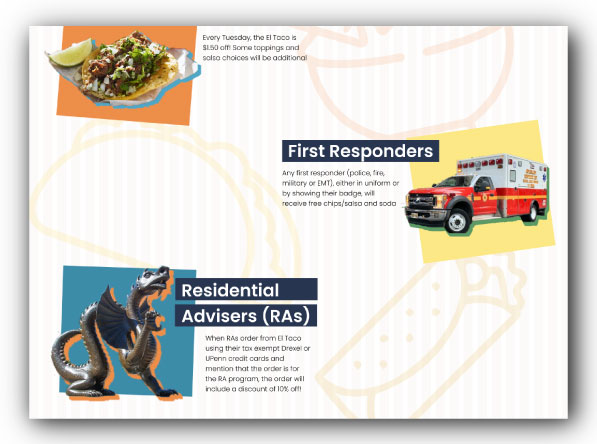 Every Tuesday, the El Taco is
$1.50 off! Some toppings and
salsa choices will be additional
First Responders
Any first responder (police, fire,
military or EMT), either in uniform or
by showing their badge, will
receive free chips/salsa and soda
Residential
Advisers (RAs)
When RAs order from El Taco
using their tax exempt Drexel or
UPenn credit cards and
mention that the order is for
the RA program, the order will
include a discount of 10% off!